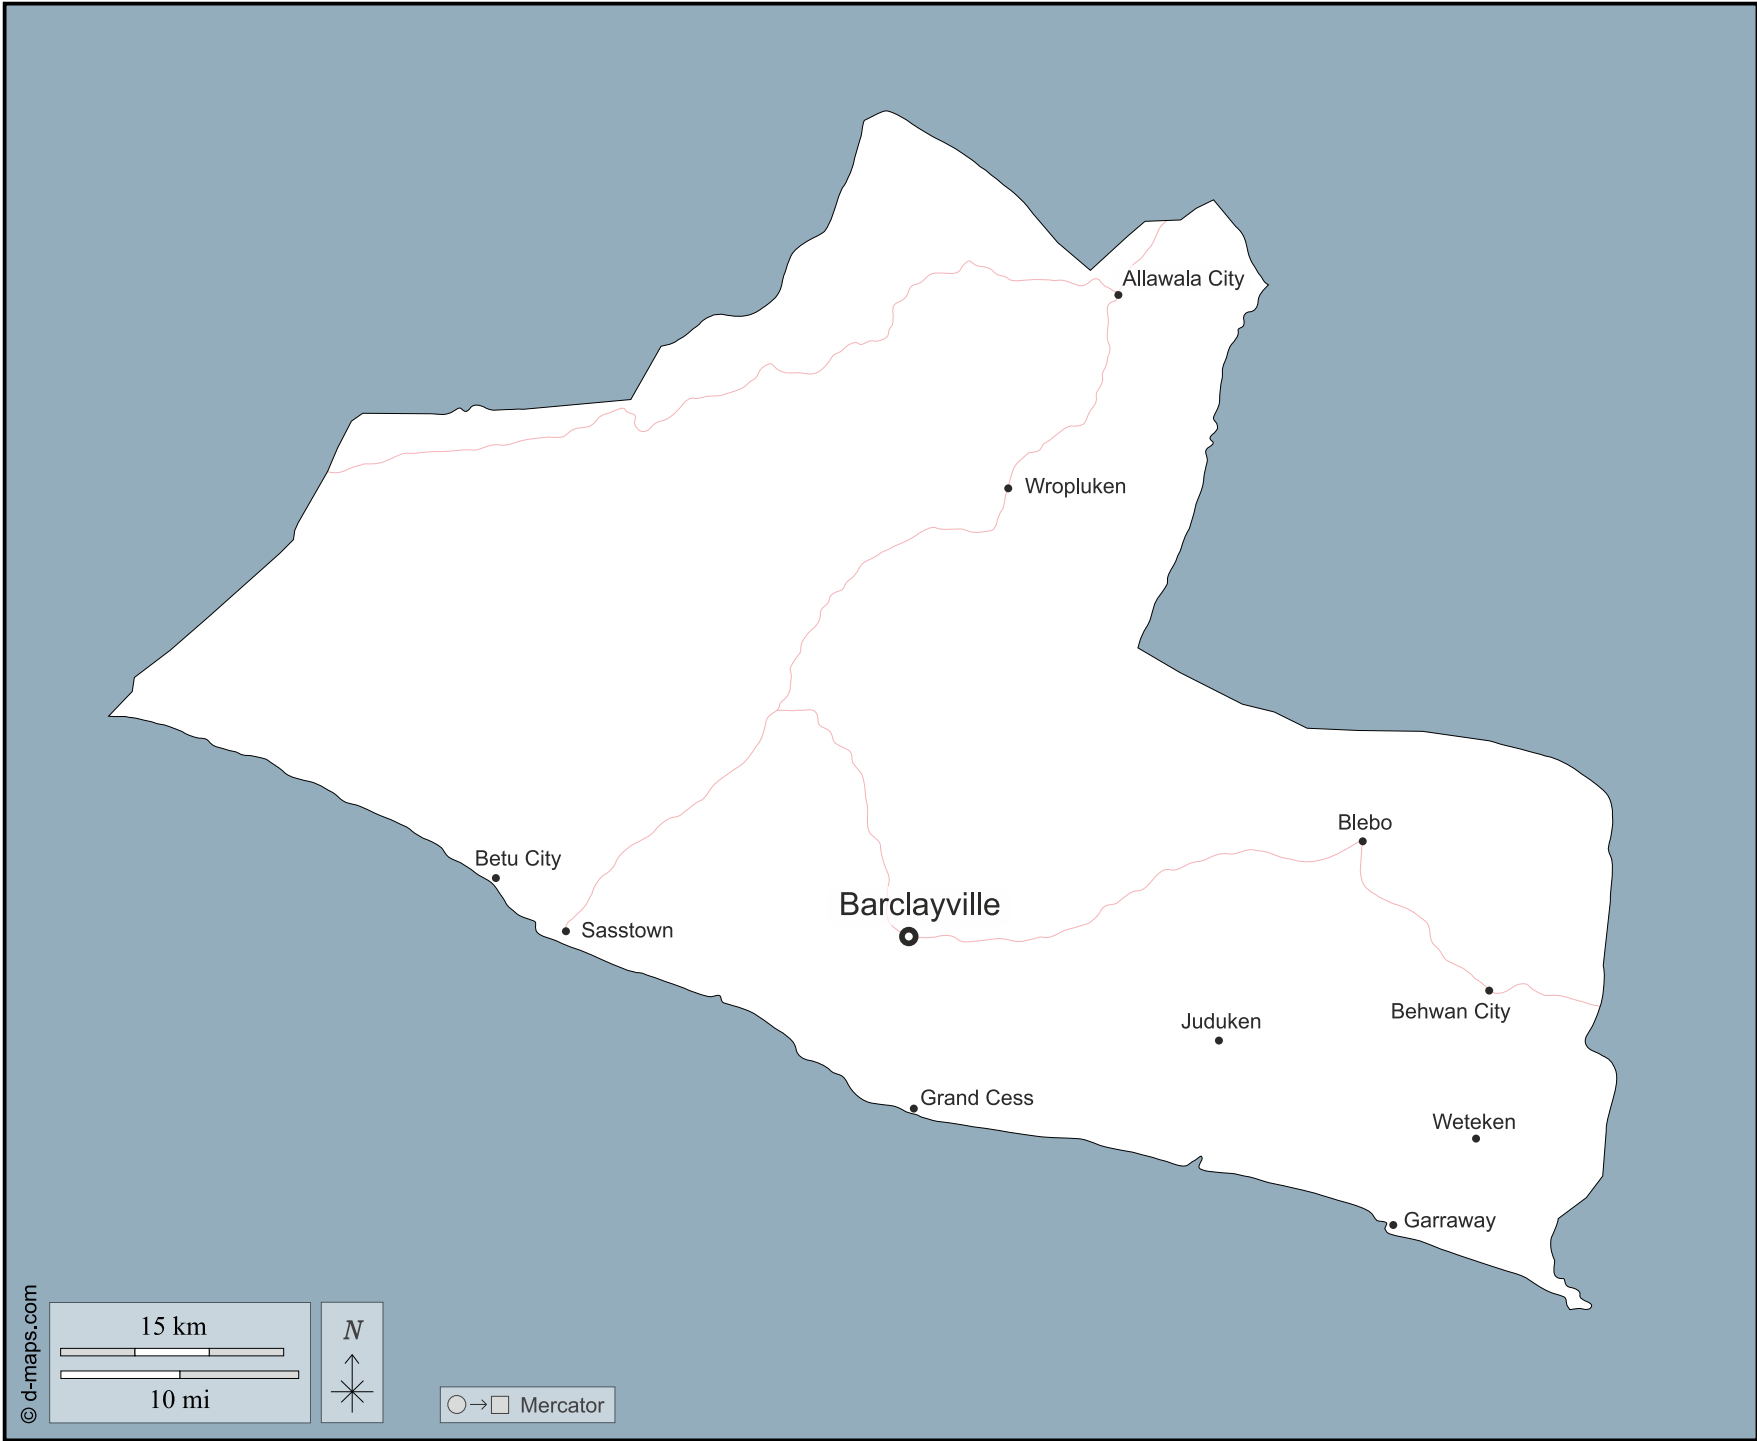 Allawala City
Wropluken
Blebo
Betu City
Barclayville
Sasstown
Behwan City
Juduken
Grand Cess
Weteken
Garraway
© d-maps.com
15 km
10 mi
N
Mercator